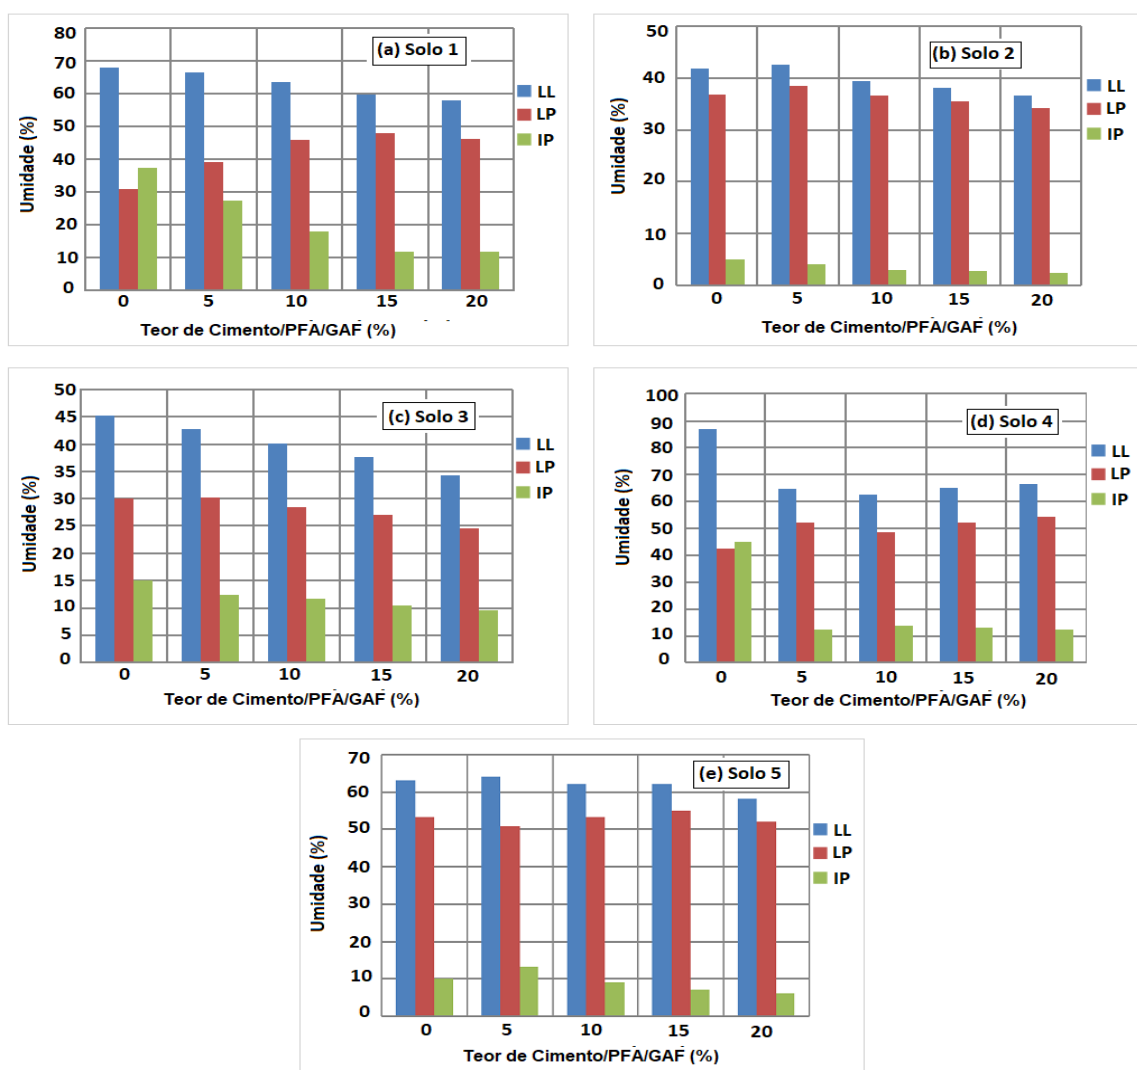 (a) Solo 1
80
70
60
50
40
30
20
10
0
Umidade (%)
0 5 10 15 20
Teor de Cimento/PFA/GAF (%)
LL
LP
IP
(b) Solo 2
50
40
30
20
10
0
Umidade (%)
0 5 10 15 20
Teor de Cimento/PFA/GAF (%)
LL
LP
IP
(c) Solo 3
50
45
40
35
30
25
20
15
10
5
0
Umidade (%)
0 5 10 15 20
Teor de Cimento/PFA/GAF (%)
LL
LP
IP
(d) Solo 4
100
90
80
70
60
50
40
30
20
10
0
Umidade (%)
0 5 10 15 20
Teor de Cimento/PFA/GAF (%)
LL
LP
IP
(e) Solo 5
70
60
50
40
30
20
10
0
Umidade (%)
0 5 10 15 20
Teor de Cimento/PFA/GAF (%)
LL
LP
IP